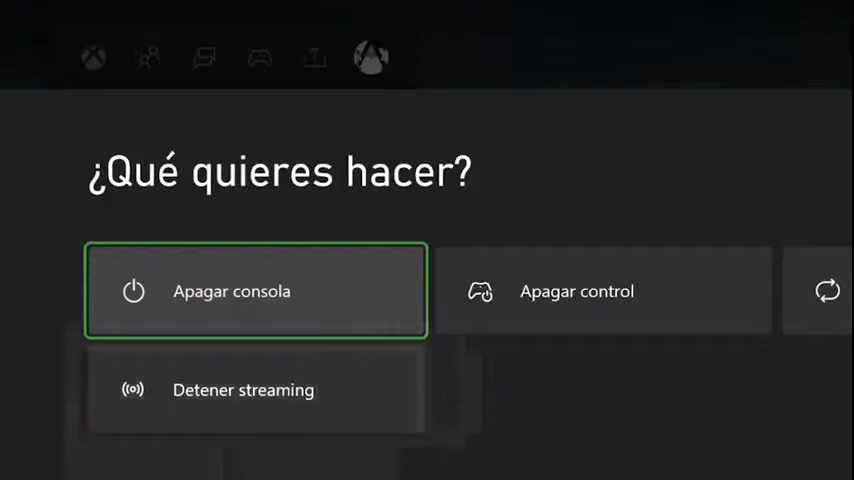 ¿Qué quieres hacer?
Apagar consola
Apagar control
Detener streaming